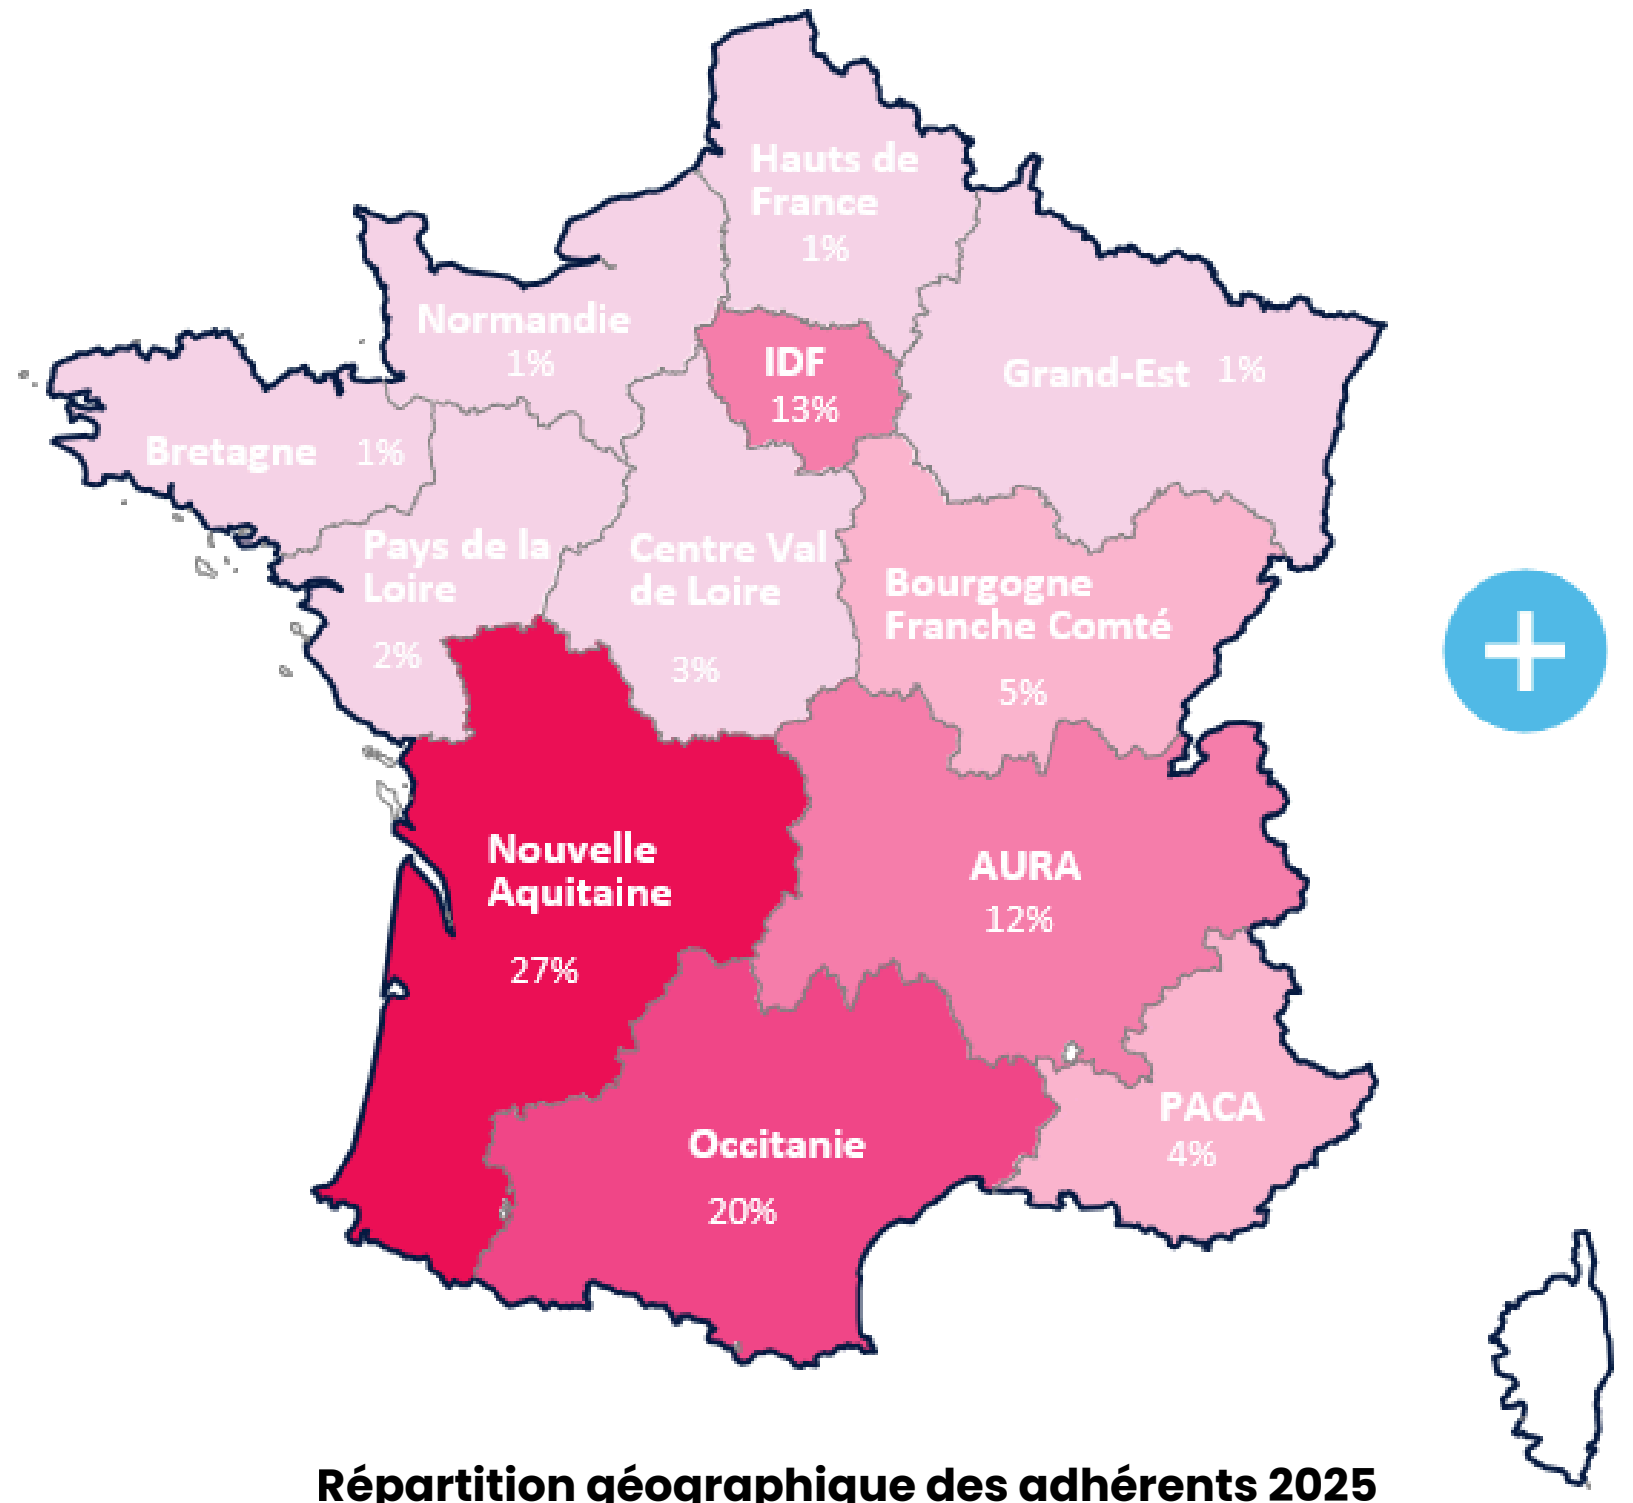 Hauts de
France
1%
Normandie
1%
IDF
13%
Grand-Est 1%
Bretagne 1%
Pays de la
Loire
2%
Centre Val
de Loire
3%
Bourgogne
Franche Comté
5%
Nouvelle
Aquitaine
27%
AURA
12%
PACA
4%
Occitanie
20%
Répartition géographique des adhérents 2025